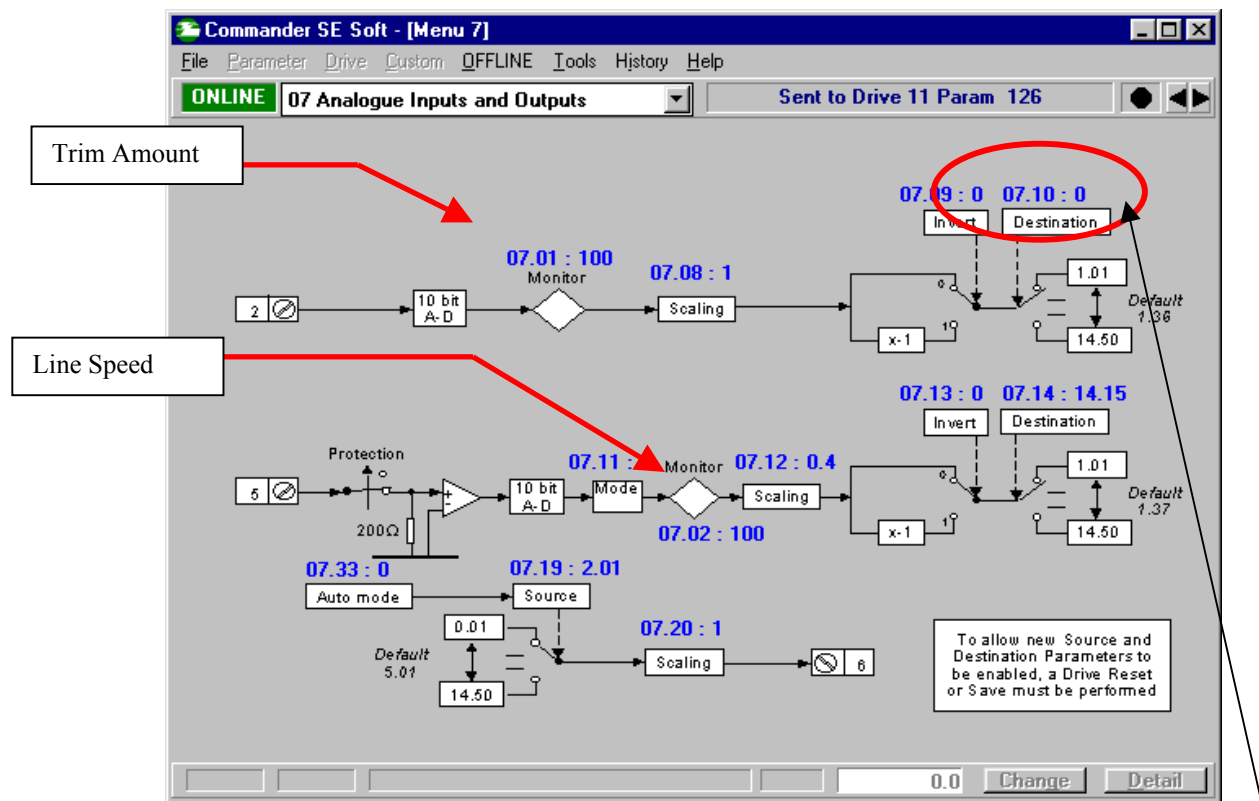 Commander SE Soft - [Menu 7]
File Parameter Drive Custom OFFLINE Tools History Help
ONLINE 07 Analogue Inputs and Outputs Sent to Drive 11 Param 126
Trim Amount
07.09 : 0 07.10 : 0
Invert Destination
07.01 : 100
Monitor
07.08 : 1
2
10 bit
A-D
Scaling
0
1
x-1
1.01
14.50
Default
1.36
Line Speed
07.13 : 0 07.14 : 14.15
Invert Destination
Protection
07.11 :
Monitor
07.12 : 0.4
5
200Ω
+
-
10 bit
A-D
Mode
Scaling
07.02 : 100
0
1
x-1
1.01
14.50
Default
1.37
07.33 : 0 07.19 : 2.01
Auto mode Source
0.01
14.50
Default
5.01
07.20 : 1
Scaling
6
To allow new Source and
Destination Parameters to
be enabled, a Drive Reset
or Save must be performed
0.0 Change Detail